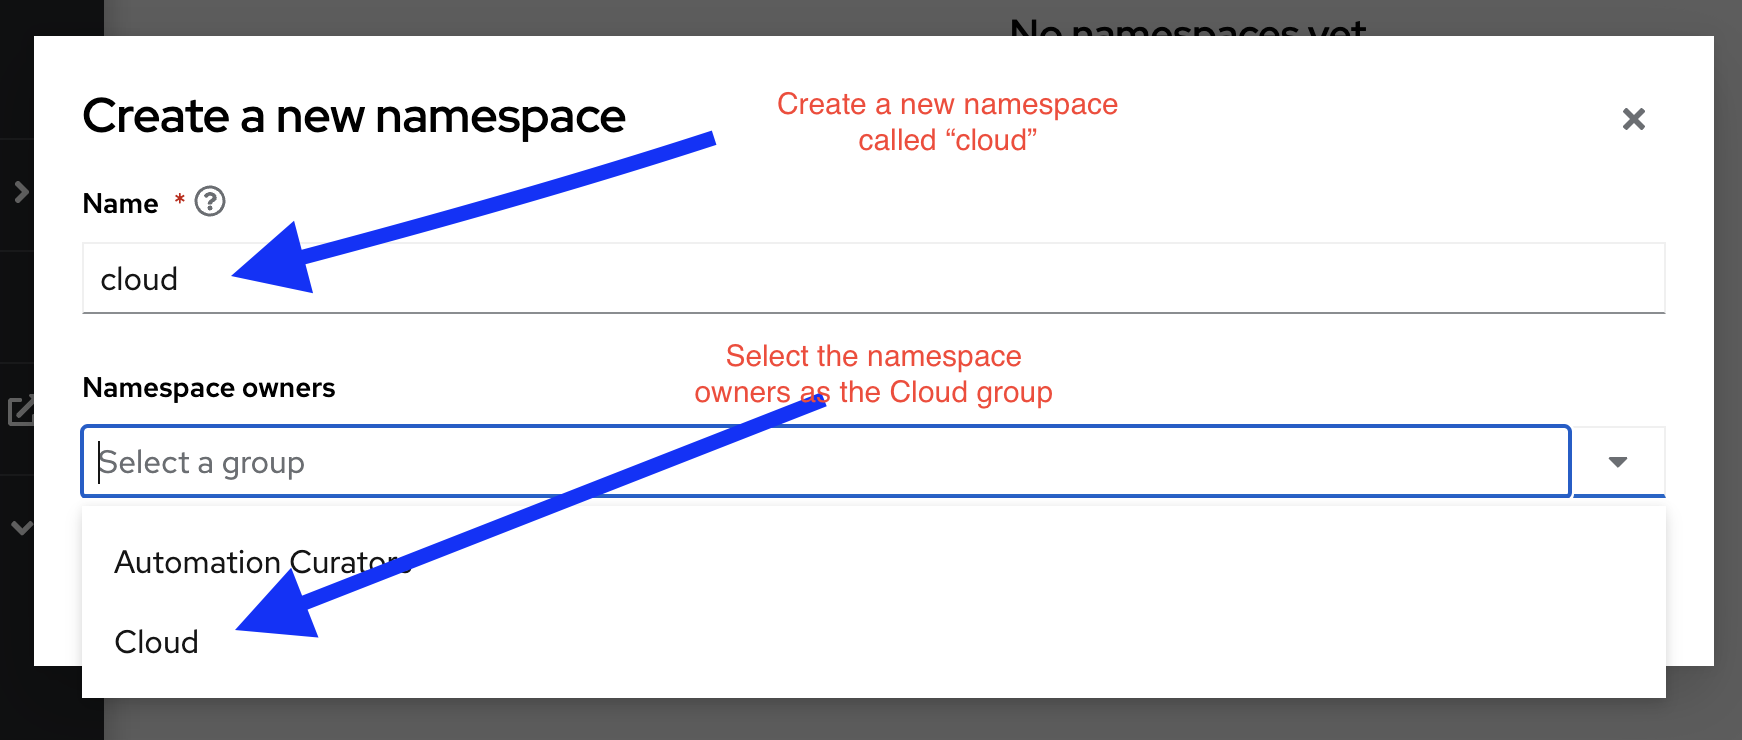 No namespaces yet
Create a new namespace
Create a new namespace
called “cloud”
Name * ?
cloud
Select the namespace
owners as the Cloud group
Namespace owners
Select a group
Automation Curators
Cloud